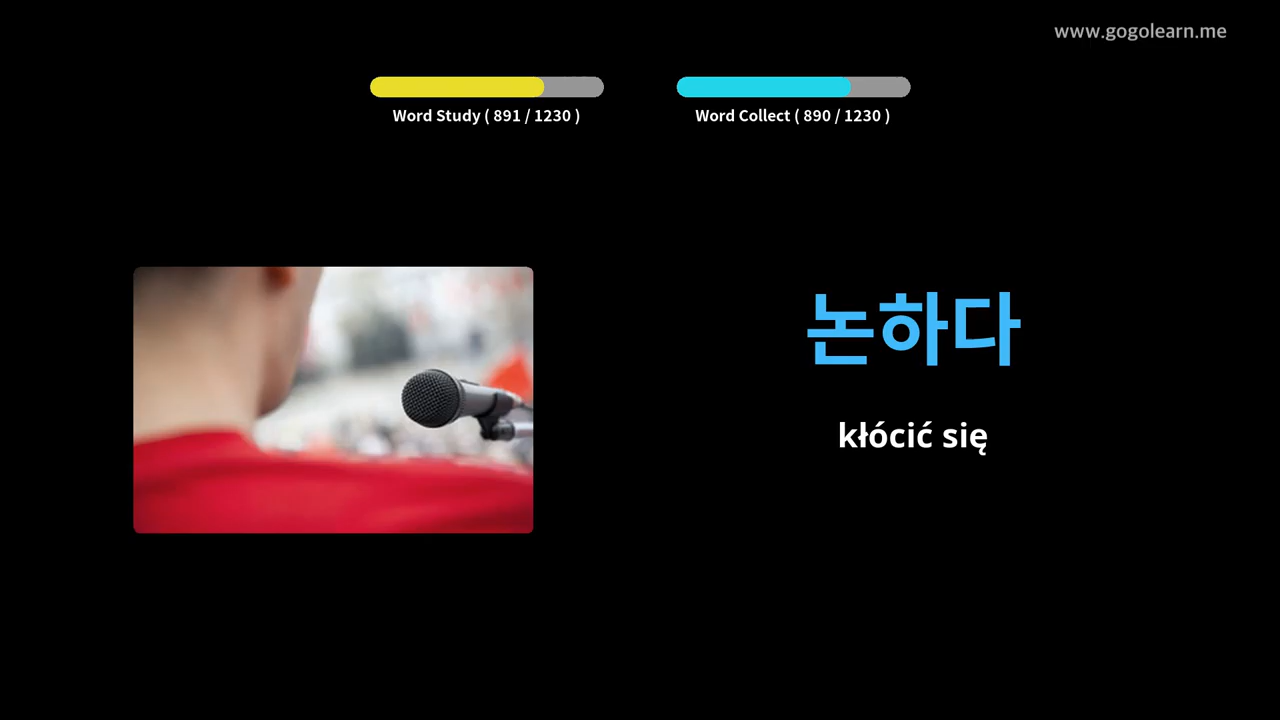 www.gogolearn.me
Word Study ( 891 / 1230 )
Word Collect ( 890 / 1230 )
논하다
kłócić się